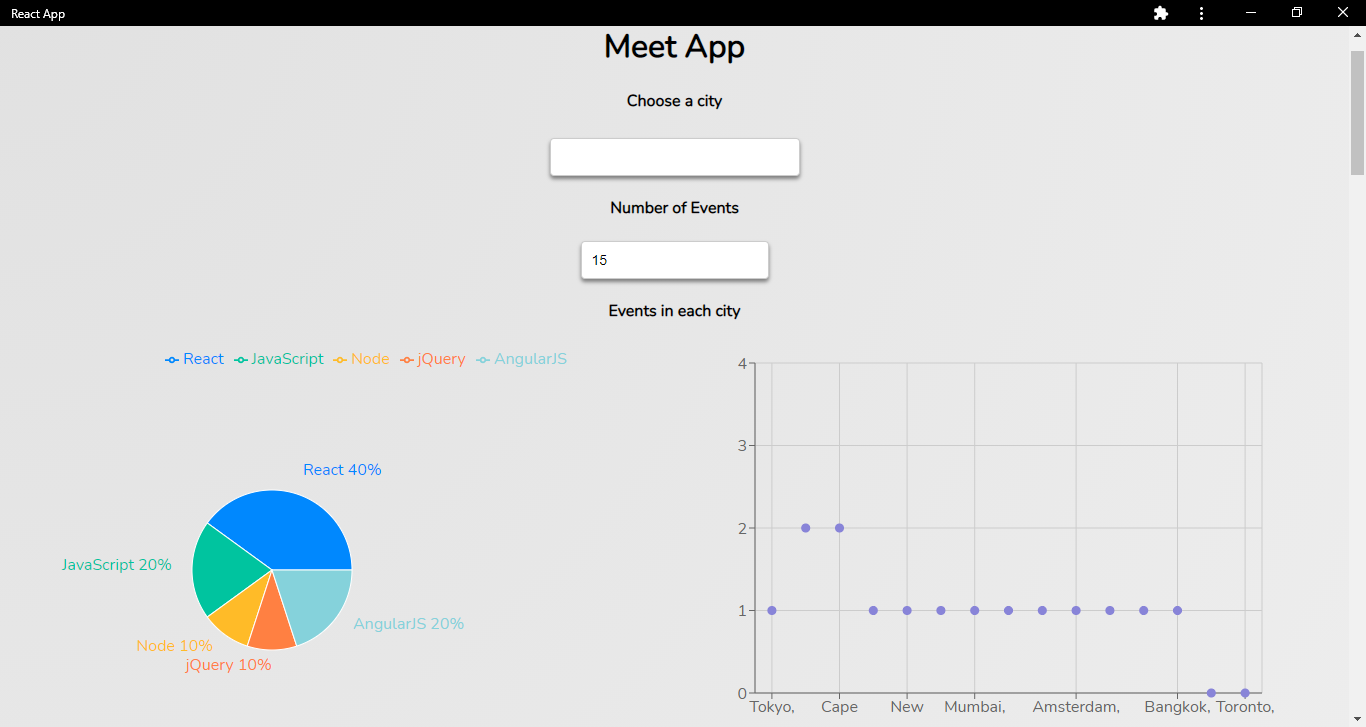 React App
Meet App
Choose a city
Number of Events
15
Events in each city
React JavaScript Node jQuery AngularJS
React 40%
JavaScript 20%
AngularJS 20%
Node 10%
jQuery 10%
4
3
2
1
0
Tokyo, Cape New Mumbai, Amsterdam, Bangkok, Toronto,